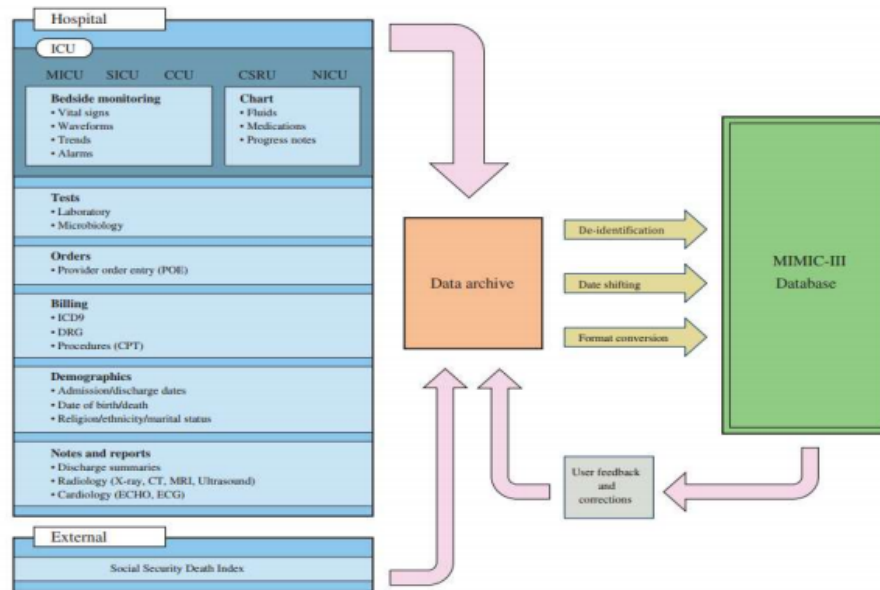 Hospital
ICU
MICU SICU CCU CSRU NICU
Bedside monitoring
• Vital signs
• Waveforms
• Trends
• Alarms
Chart
• Fluids
• Medications
• Progress notes
Tests
• Laboratory
• Microbiology
Orders
• Provider order entry (POE)
Billing
• ICD9
• DRG
• Procedures (CPT)
Demographics
• Admission/discharge dates
• Date of birth/death
• Religion/ethnicity/marital status
Notes and reports
• Discharge summaries
• Radiology (X-ray, CT, MRI, Ultrasound)
• Cardiology (ECHO, ECG)
External
Social Security Death Index
Data archive
De-identification
Date shifting
Format conversion
MIMIC-III
Database
User feedback
and
corrections